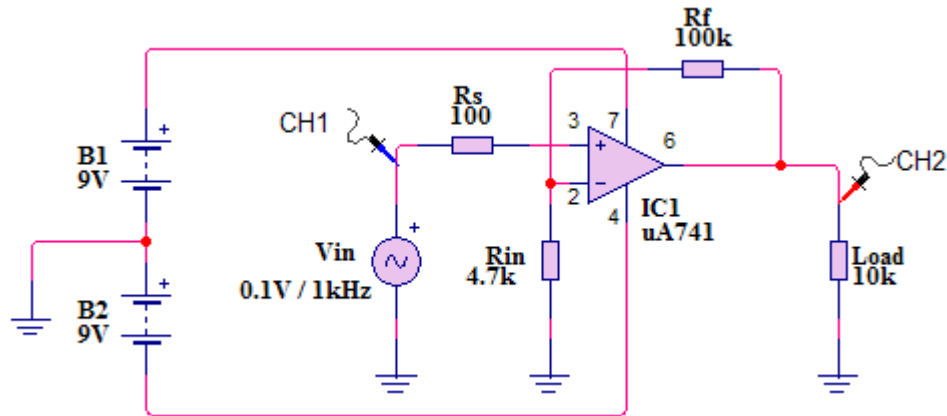 Rf
100k
Rs
100
CH1
3
7
6
+
+
B1
9V
+
−
2
4
IC1
uA741
CH2
+
Vin
0.1V / 1kHz
Rin
4.7k
Load
10k
+
B2
9V